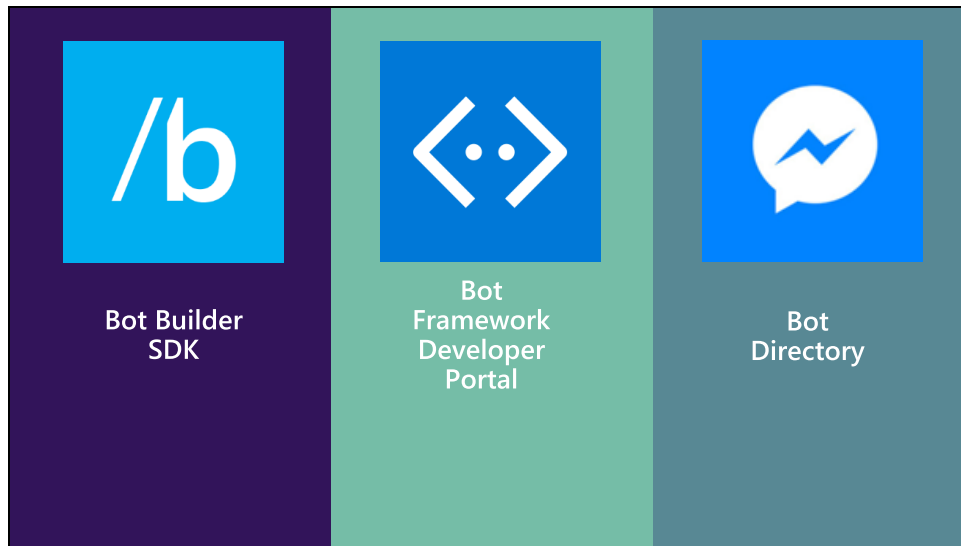 /b
Bot Builder
SDK
Bot
Framework
Developer
Portal
Bot
Directory